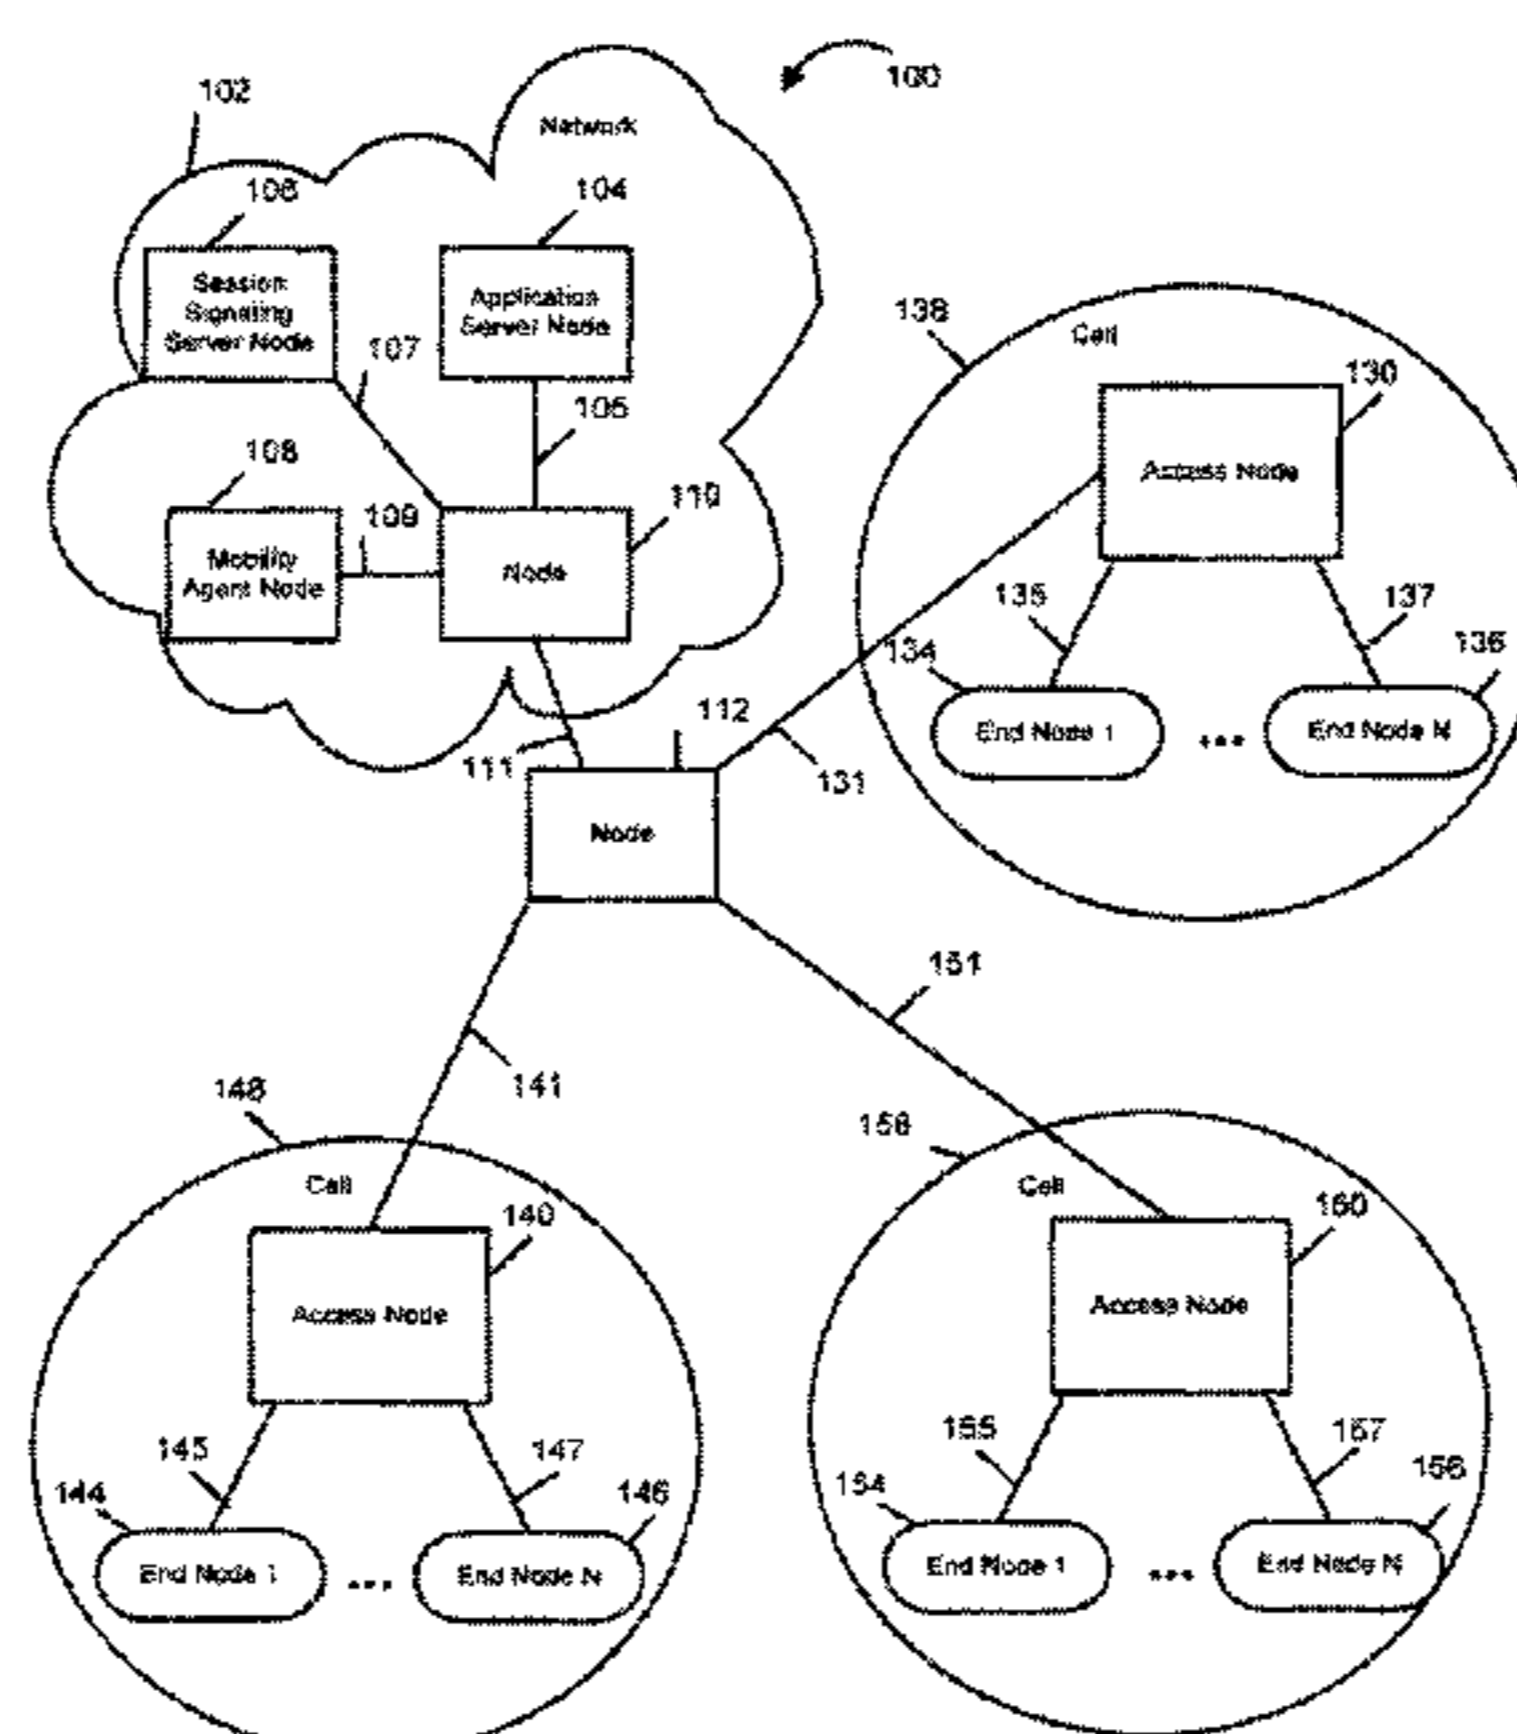 100
102
Network
106
104
Session
Signaling
Server Node
Application
Server Node
107
105
108
109
110
Mobility
Agent Node
Node
138
Cell
130
Access Node
135
137
134
136
End Node 1
...
End Node N
111
112
131
Node
141
151
148
Cell
140
Access Node
145
147
144
146
End Node 1
...
End Node N
158
Cell
150
Access Node
155
157
154
156
End Node 1
...
End Node N